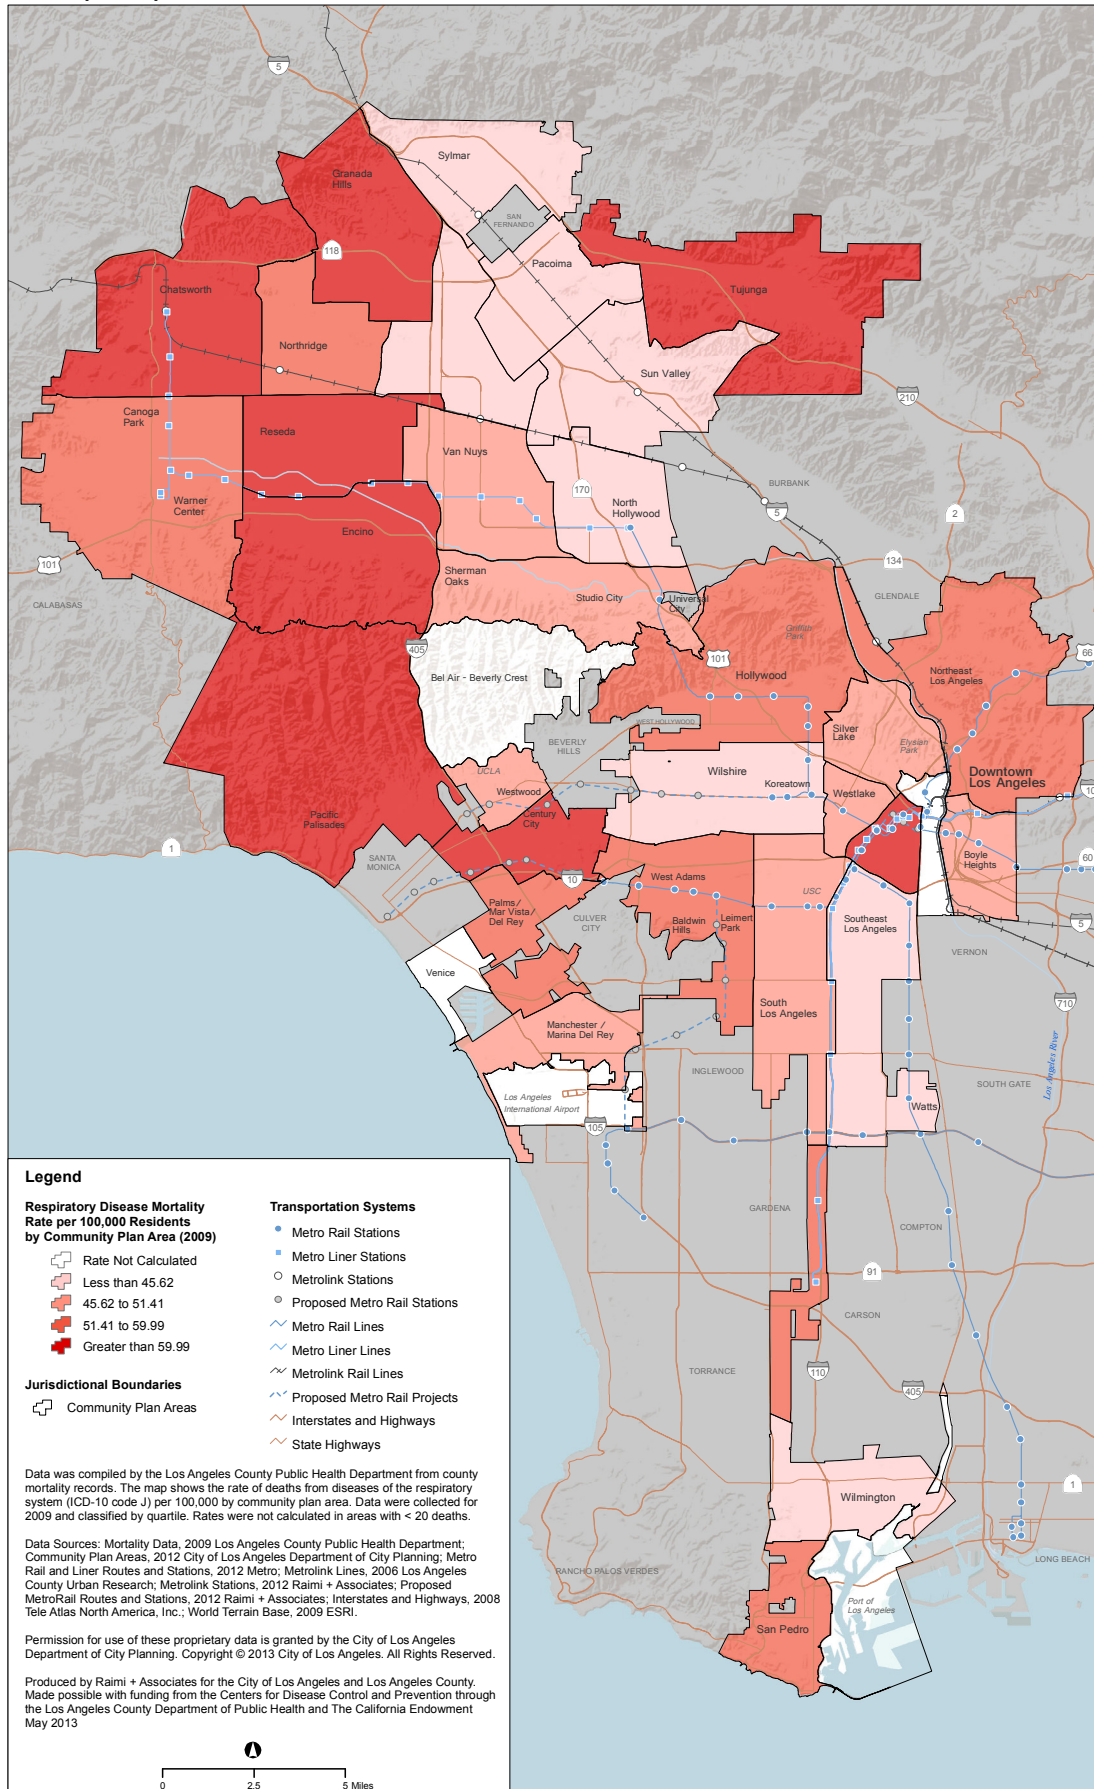 5
Sylmar
Granada
Hills
SAN
FERNANDO
118
Pacoima
Chatsworth
Tujunga
Northridge
Sun Valley
210
Canoga
Park
Reseda
Van Nuys
BURBANK
170
North
Hollywood
5
2
Warner
Center
Encino
101
134
Sherman
Oaks
Studio City
Universal
City
GLENDALE
CALABASAS
Griffith
Park
405
101
66
Bel Air - Beverly Crest
Hollywood
Northeast
Los Angeles
WEST HOLLYWOOD
Silver
Lake
BEVERLY
HILLS
Elysian
Park
UCLA
Wilshire
Downtown
Los Angeles
Koreatown
Westwood
Westlake
10
Century
City
Pacific
Palisades
1
SANTA
MONICA
Boyle
Heights
60
10
West Adams
USC
Palms/
Mar Vista/
Del Rey
CULVER
CITY
Baldwin
Hills
Leimert
Park
Southeast
Los Angeles
5
VERNON
Venice
710
South
Los Angeles
Manchester /
Marina Del Rey
Los Angeles River
INGLEWOOD
SOUTH GATE
Los Angeles
International Airport
Watts
105
GARDENA
COMPTON
91
CARSON
TORRANCE
110
405
1
Wilmington
LONG BEACH
RANCHO PALOS VERDES
Port of
Los Angeles
San Pedro
Legend
Respiratory Disease Mortality
Rate per 100,000 Residents
by Community Plan Area (2009)
Rate Not Calculated
Less than 45.62
45.62 to 51.41
51.41 to 59.99
Greater than 59.99
Jurisdictional Boundaries
Community Plan Areas
Transportation Systems
Metro Rail Stations
Metro Liner Stations
Metrolink Stations
Proposed Metro Rail Stations
Metro Rail Lines
Metro Liner Lines
Metrolink Rail Lines
Proposed Metro Rail Projects
Interstates and Highways
State Highways
Data was compiled by the Los Angeles County Public Health Department from county
mortality records. The map shows the rate of deaths from diseases of the respiratory
system (ICD-10 code J) per 100,000 by community plan area. Data were collected for
2009 and classified by quartile. Rates were not calculated in areas with < 20 deaths.
Data Sources: Mortality Data, 2009 Los Angeles County Public Health Department;
Community Plan Areas, 2012 City of Los Angeles Department of City Planning; Metro
Rail and Liner Routes and Stations, 2012 Metro; Metrolink Lines, 2006 Los Angeles
County Urban Research; Metrolink Stations, 2012 Raimi + Associates; Proposed
MetroRail Routes and Stations, 2012 Raimi + Associates; Interstates and Highways, 2008
Tele Atlas North America, Inc.; World Terrain Base, 2009 ESRI.
Permission for use of these proprietary data is granted by the City of Los Angeles
Department of City Planning. Copyright © 2013 City of Los Angeles. All Rights Reserved.
Produced by Raimi + Associates for the City of Los Angeles and Los Angeles County.
Made possible with funding from the Centers for Disease Control and Prevention through
the Los Angeles County Department of Public Health and The California Endowment
May 2013
0 2.5 5 Miles